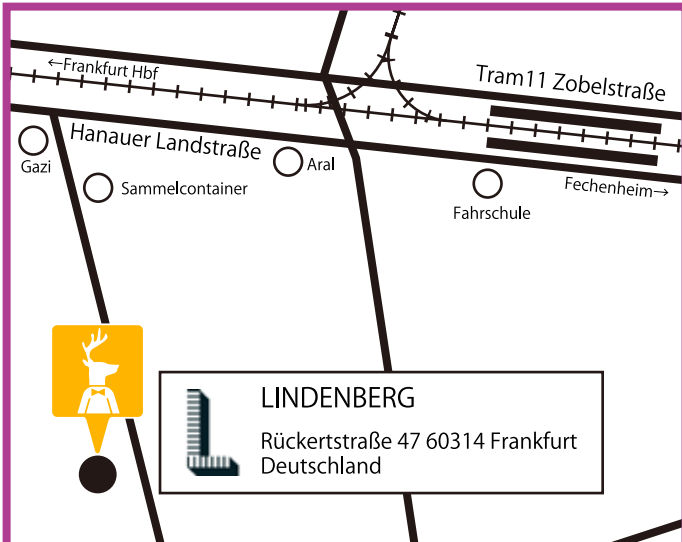 ←Frankfurt Hbf
Tram11 Zobelstraße
Hanauer Landstraße
Gazi
Aral
Sammelcontainer
Fechenheim→
Fahrschule
LINDENBERG
Rückertstraße 47 60314 Frankfurt
Deutschland